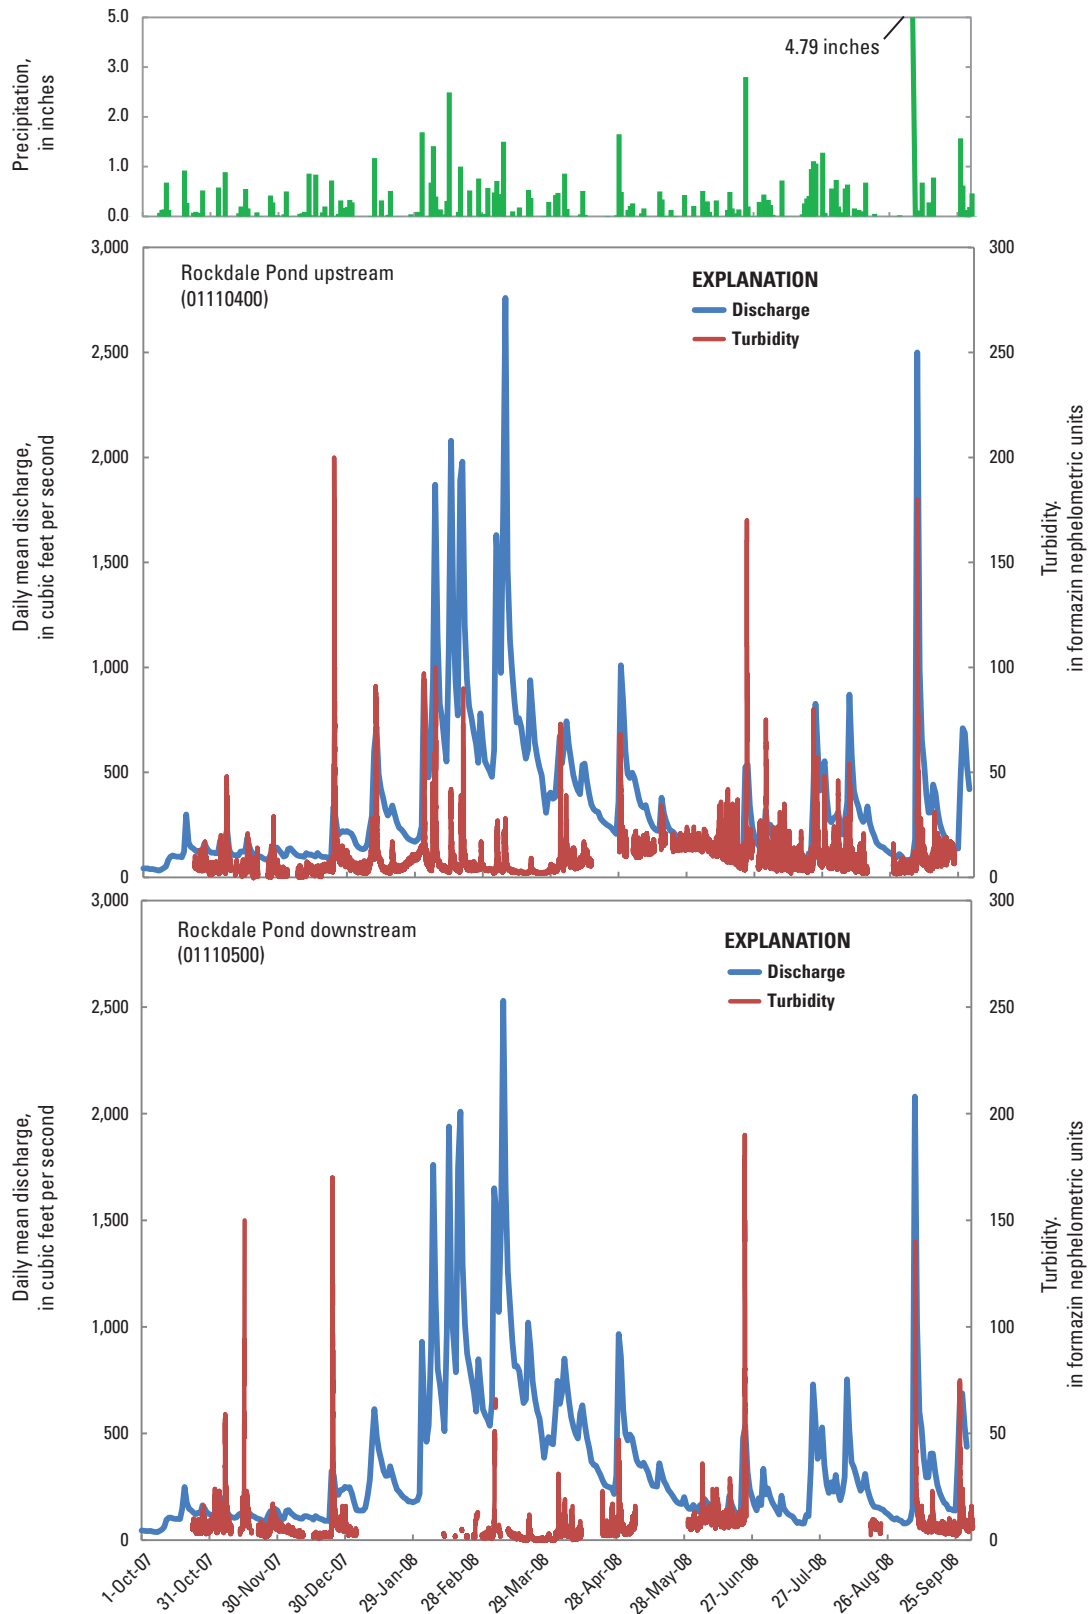 Precipitation,
in inches
5.0
3.0
2.0
1.0
0.0
4.79 inches
Rockdale Pond upstream
(01110400)
EXPLANATION
Discharge
Turbidity
Daily mean discharge,
in cubic feet per second
3,000
2,500
2,000
1,500
1,000
500
0
300
250
200
150
100
50
0
Turbidity.
in formazin nephelometric units
Rockdale Pond downstream
(01110500)
EXPLANATION
Discharge
Turbidity
Daily mean discharge,
in cubic feet per second
3,000
2,500
2,000
1,500
1,000
500
0
300
250
200
150
100
50
0
Turbidity.
in formazin nephelometric units
1-Oct-07
31-Oct-07
30-Nov-07
30-Dec-07
29-Jan-08
28-Feb-08
29-Mar-08
28-Apr-08
28-May-08
27-Jun-08
27-Jul-08
26-Aug-08
25-Sep-08